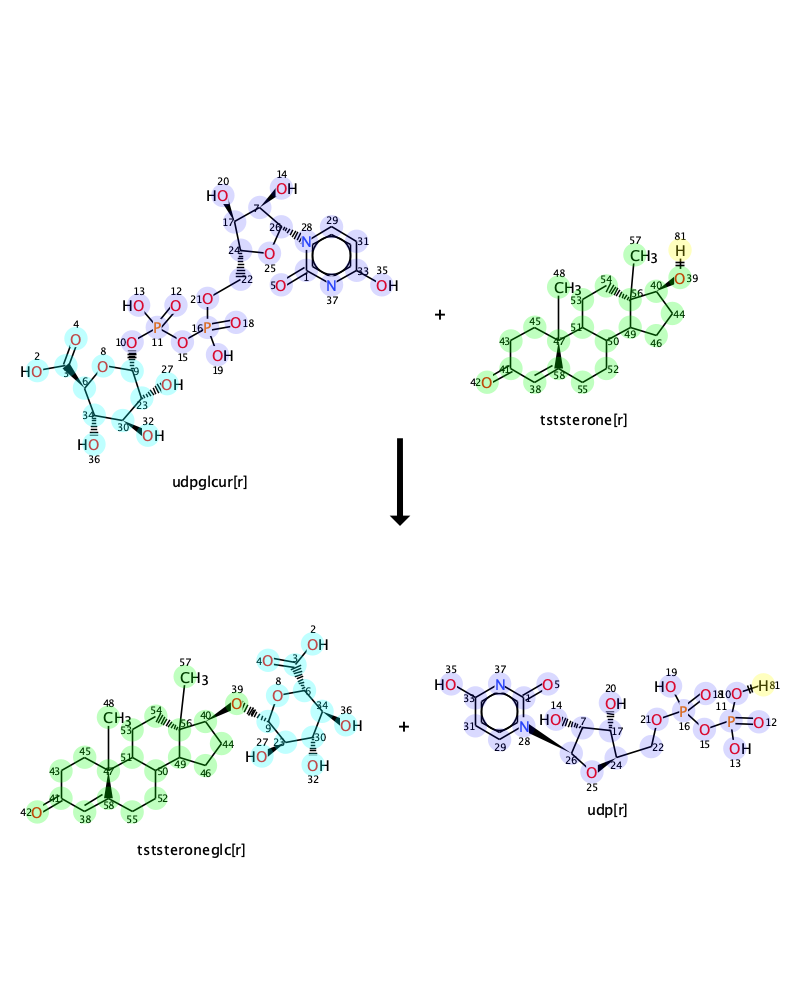 20
14
HO
OH
17
7
26
28
29
N
31
24
O
25
22
1
33
35
5
O
N
OH
37
13
12
21
HO
O
O
10
O
P
11
O
15
16
P
O
18
OH
19
4
O
2
HO
3
8
O
9
27
OH
6
23
34
30
32
OH
HO
36
udpglcur[r]
+
81
H
57
CH3
48
CH3
54
56
40
O
39
53
44
45
51
49
46
43
47
50
41
58
52
42
O
38
55
tststerone[r]
57
CH3
48
CH3
54
56
40
39
O
53
44
45
51
49
46
43
47
50
41
58
52
42
O
38
55
2
OH
3
4
O
8
O
6
34
36
OH
9
27
HO
23
30
OH
32
tststeroneglc[r]
+
35
HO
37
N
5
O
33
1
31
N
28
29
14
HO
20
OH
7
17
26
O
25
24
22
21
O
19
HO
P
16
O
18
O
15
10
O
11
P
O
12
OH
13
H
81
udp[r]